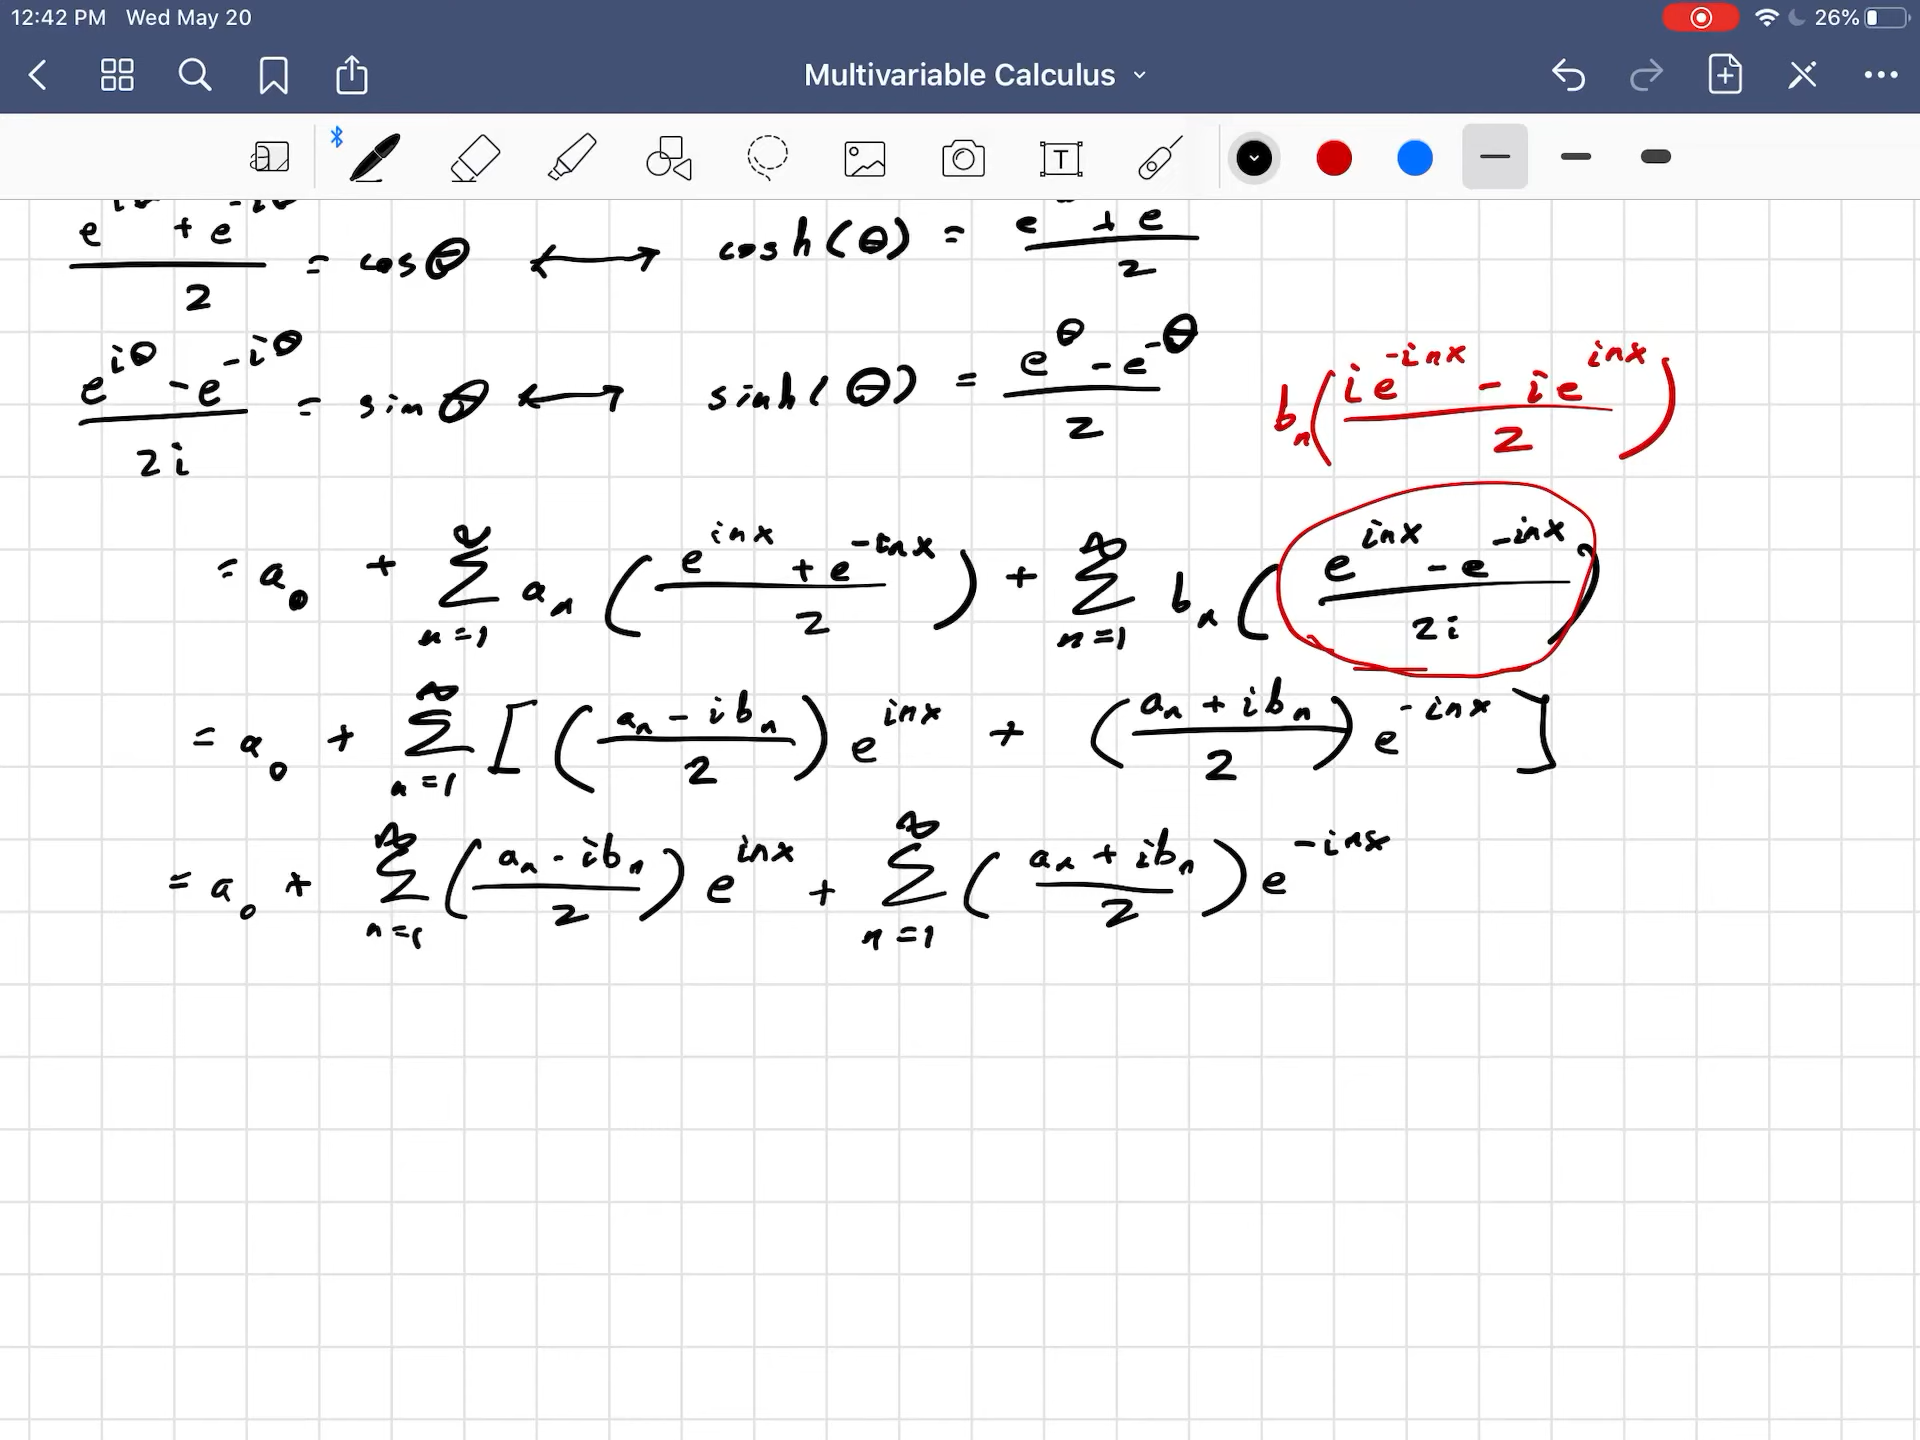 12:42 PM Wed May 20 26%
Multivariable Calculus
T
e^{iθ} + e^{-iθ} / 2 = cosθ ↔ cosh(θ) = e + e / 2
e^{iθ} - e^{-iθ} / 2i = sinθ ↔ sinh(θ) = e^{θ} - e^{-θ} / 2
b_n(ie^{-inx} - ie^{inx} / 2)
= a_0 + Σ_{n=1}^{∞} a_n (e^{inx} + e^{-inx} / 2) + Σ_{n=1}^{∞} b_n (e^{inx} - e^{-inx} / 2i)
= a_0 + Σ_{n=1}^{∞} [(a_n - ib_n / 2) e^{inx} + (a_n + ib_n / 2) e^{-inx}]
= a_0 + Σ_{n=1}^{∞} (a_n - ib_n / 2) e^{inx} + Σ_{n=1}^{∞} (a_n + ib_n / 2) e^{-inx}